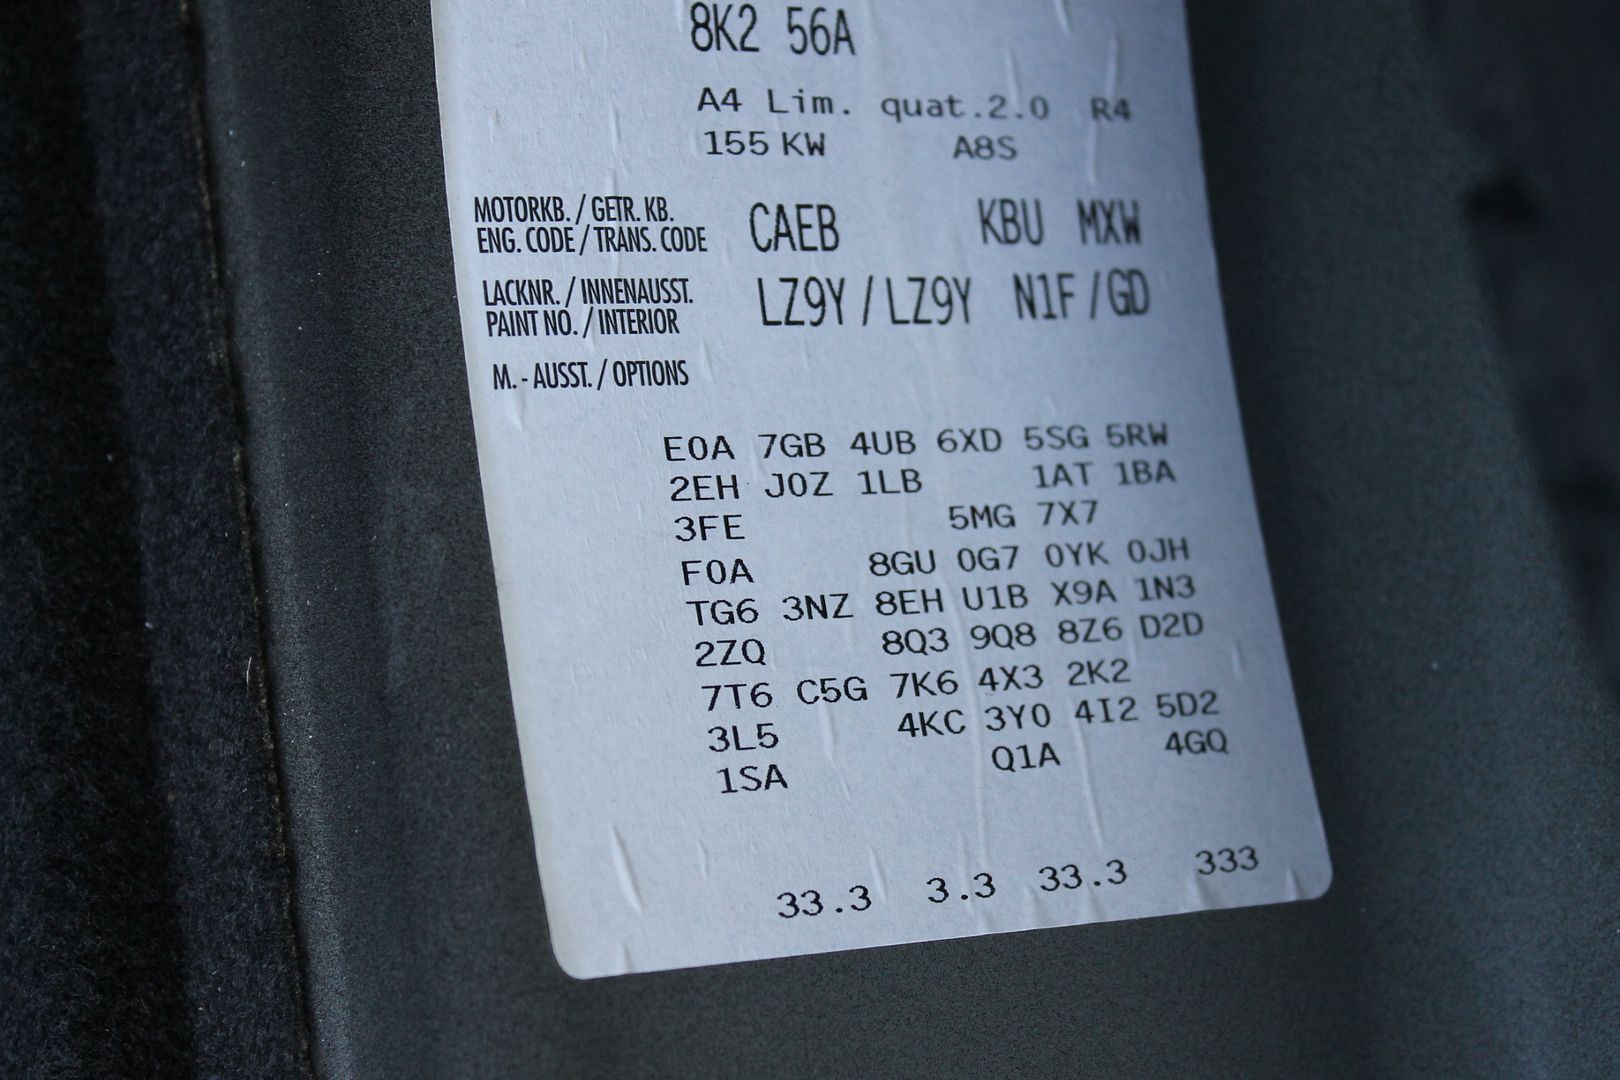 8K2 56A
A4 Lim. quat.2.0 R4
155 KW A8S
MOTORKB. / GETR. KB.
ENG. CODE / TRANS. CODE CAEB KBU MXW
LACKNR. / INNENAUSST.
PAINT NO. / INTERIOR LZ9Y / LZ9Y N1F / GD
M. - AUSST. / OPTIONS
E0A 7GB 4UB 6XD 5SG 5RW
2EH J0Z 1LB 1AT 1BA
3FE 5MG 7X7
F0A 8GU 0G7 0YK 0JH
TG6 3NZ 8EH U1B X9A 1N3
2ZQ 8Q3 9Q8 8Z6 D2D
7T6 C5G 7K6 4X3 2K2
3L5 4KC 3Y0 4I2 5D2
1SA Q1A 4GQ
33.3 3.3 33.3 333